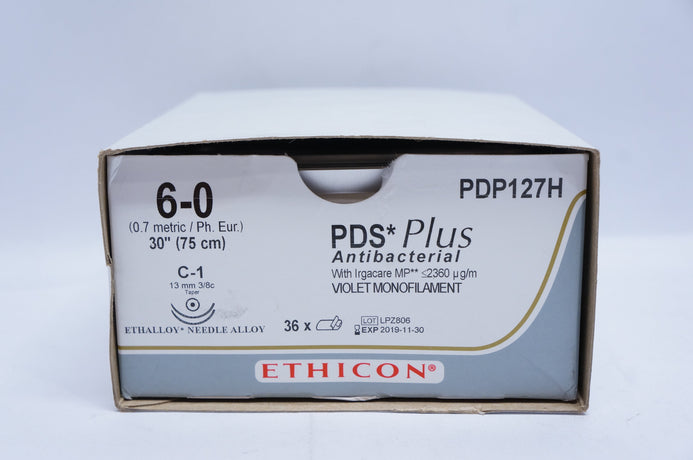 6-0
(0.7 metric / Ph. Eur.)
30" (75 cm)
C-1
13 mm 3/8c
Taper
ETHALLOY* NEEDLE ALLOY
36 x
PDP127H
PDS* Plus
Antibacterial
With Irgacare MP** ≤2360 µg/m
VIOLET MONOFILAMENT
LOT LPZ806
EXP 2019-11-30
ETHICON®